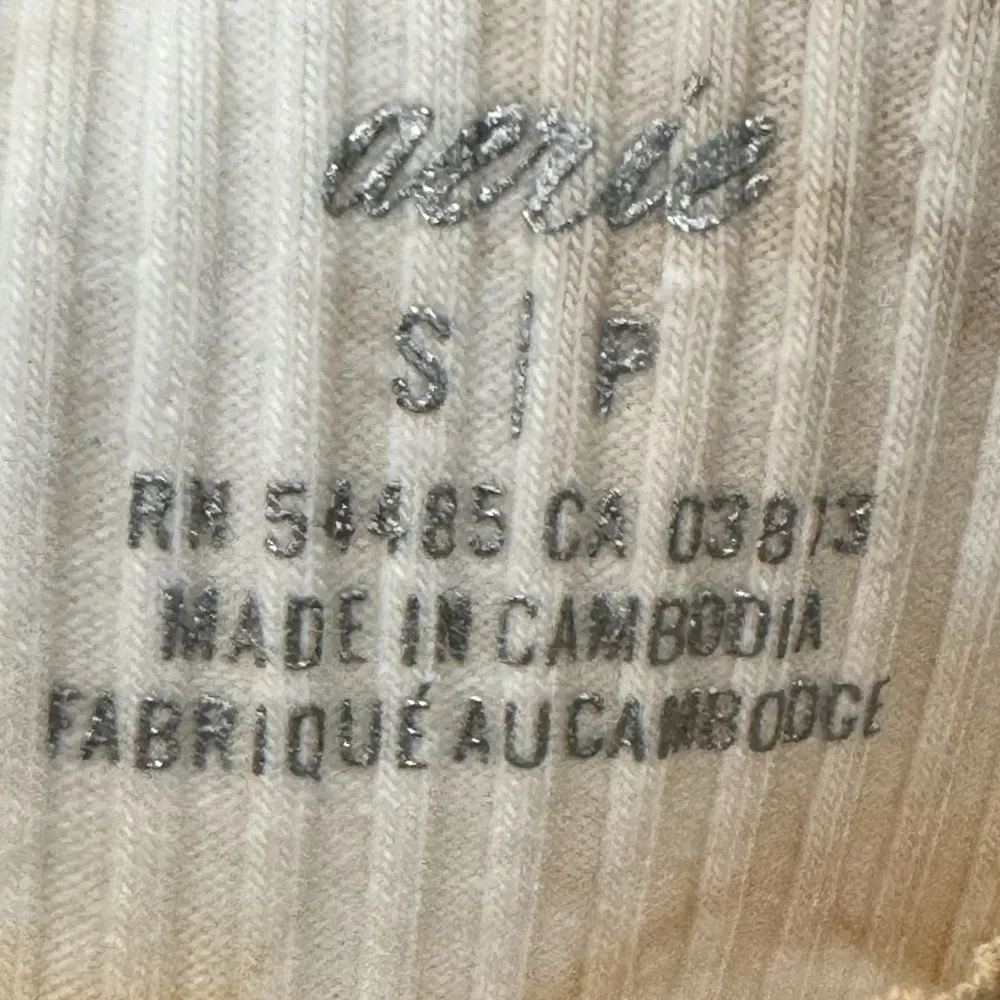 aerie
S | P
RN 54485 CA 03813
MADE IN CAMBODIA
FABRIQUÉ AU CAMBODGE